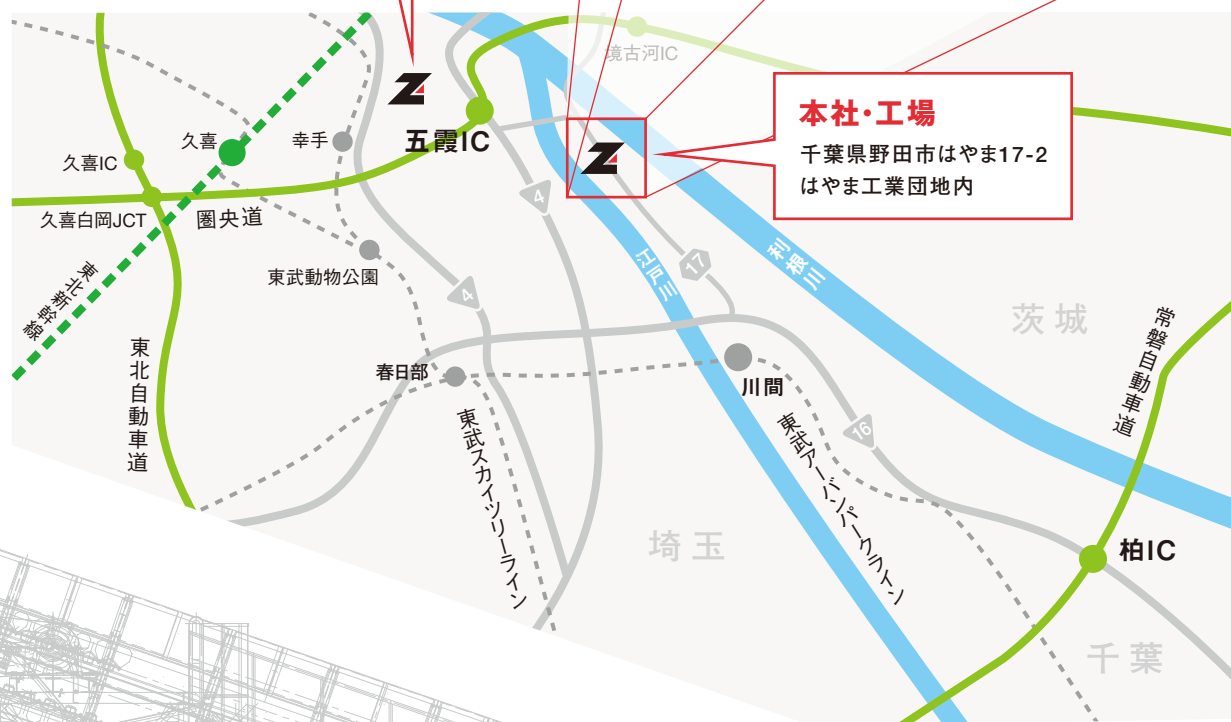 境古河IC
本社・工場
千葉県野田市はやま17-2
はやま工業団地内
五霞IC
久喜
幸手
久喜IC
久喜白岡JCT
圏央道
4
17
江戸川
利根川
東武動物公園
東北新幹線
4
茨城
常磐自動車道
東北自動車道
春日部
川間
16
東武スカイツリーライン
東武アーバンパークライン
埼玉
柏IC
千葉